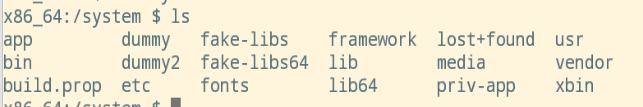 x86_64:/system $ ls
app dummy fake-libs framework lost+found usr
bin dummy2 fake-libs64 lib media vendor
build.prop etc fonts lib64 priv-app xbin
x86_64:/system $